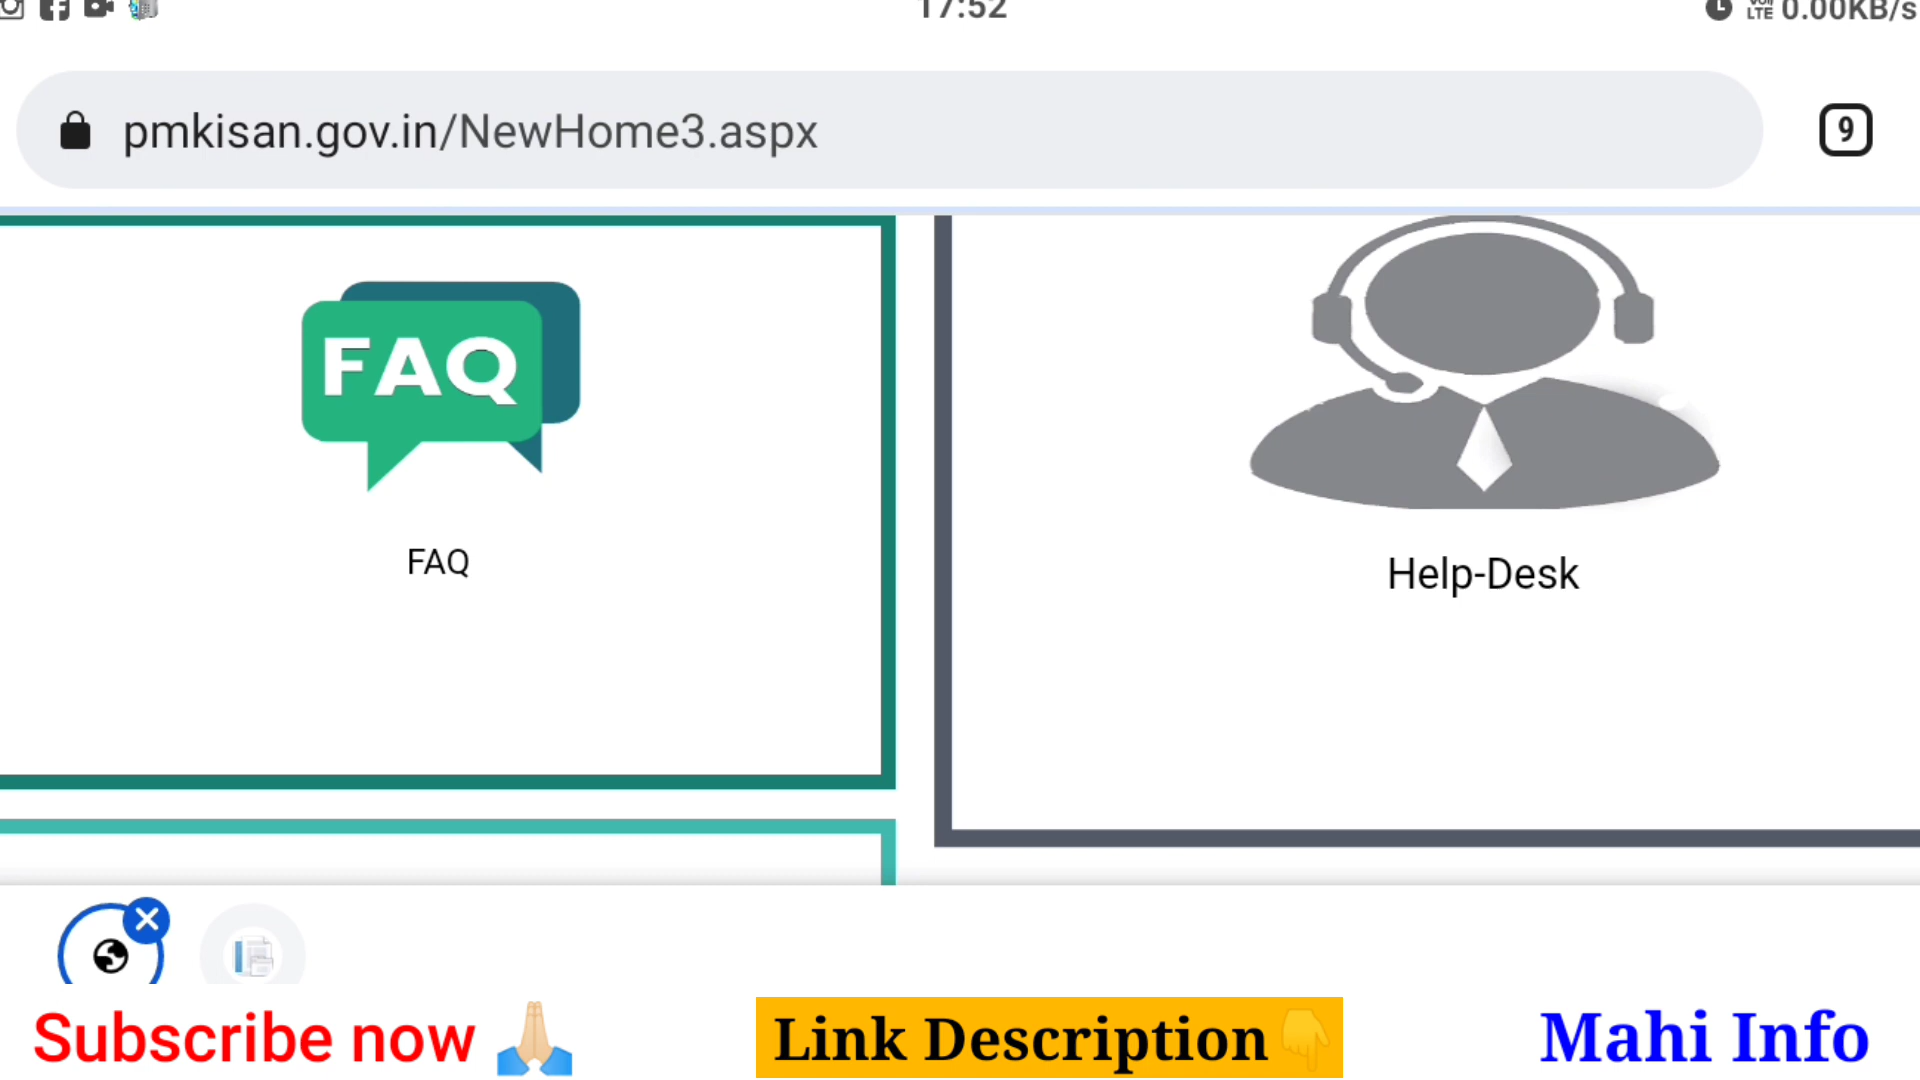 17:52
LTE 0.00KB/s
pmkisan.gov.in/NewHome3.aspx
9
FAQ
FAQ
Help-Desk
Subscribe now 🙏🏻
Link Description👇
Mahi Info